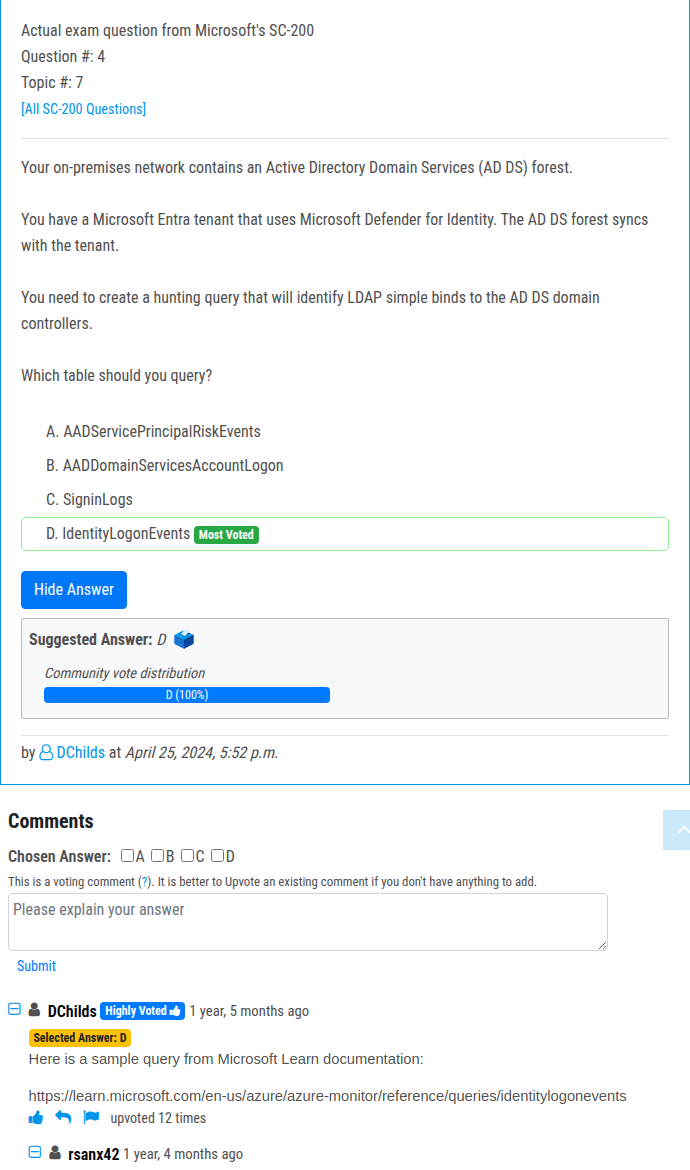 Actual exam question from Microsoft's SC-200
Question #: 4
Topic #: 7
[All SC-200 Questions]
Your on-premises network contains an Active Directory Domain Services (AD DS) forest.
You have a Microsoft Entra tenant that uses Microsoft Defender for Identity. The AD DS forest syncs
with the tenant.
You need to create a hunting query that will identify LDAP simple binds to the AD DS domain
controllers.
Which table should you query?
A. AADServicePrincipalRiskEvents
B. AADDomainServicesAccountLogon
C. SigninLogs
D. IdentityLogonEvents Most Voted
Hide Answer
Suggested Answer: D
Community vote distribution
D (100%)
by DChilds at April 25, 2024, 5:52 p.m.
Comments
Chosen Answer: A B C D
This is a voting comment (?). It is better to Upvote an existing comment if you don't have anything to add.
Please explain your answer
Submit
DChilds Highly Voted 1 year, 5 months ago
Selected Answer: D
Here is a sample query from Microsoft Learn documentation:
https://learn.microsoft.com/en-us/azure/azure-monitor/reference/queries/identitylogonevents
upvoted 12 times
rsanx42 1 year, 4 months ago